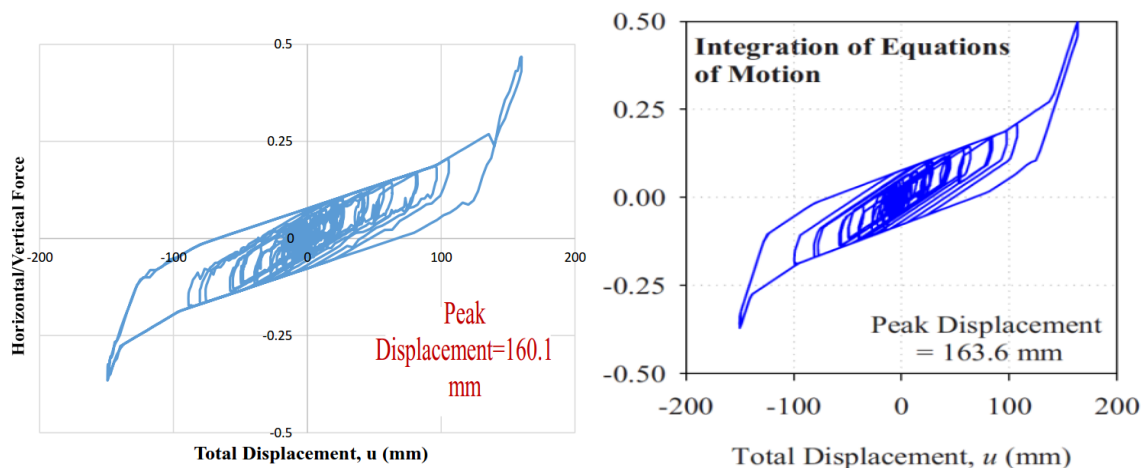 0.5
0.25
0
-0.25
-0.5
-200
-100
0
100
200
Horizontal/Vertical Force
Peak
Displacement=160.1
mm
Total Displacement, u (mm)
0.50
0.25
0.00
-0.25
-0.50
Integration of Equations
of Motion
Peak Displacement
= 163.6 mm
-200
-100
0
100
200
Total Displacement, u (mm)